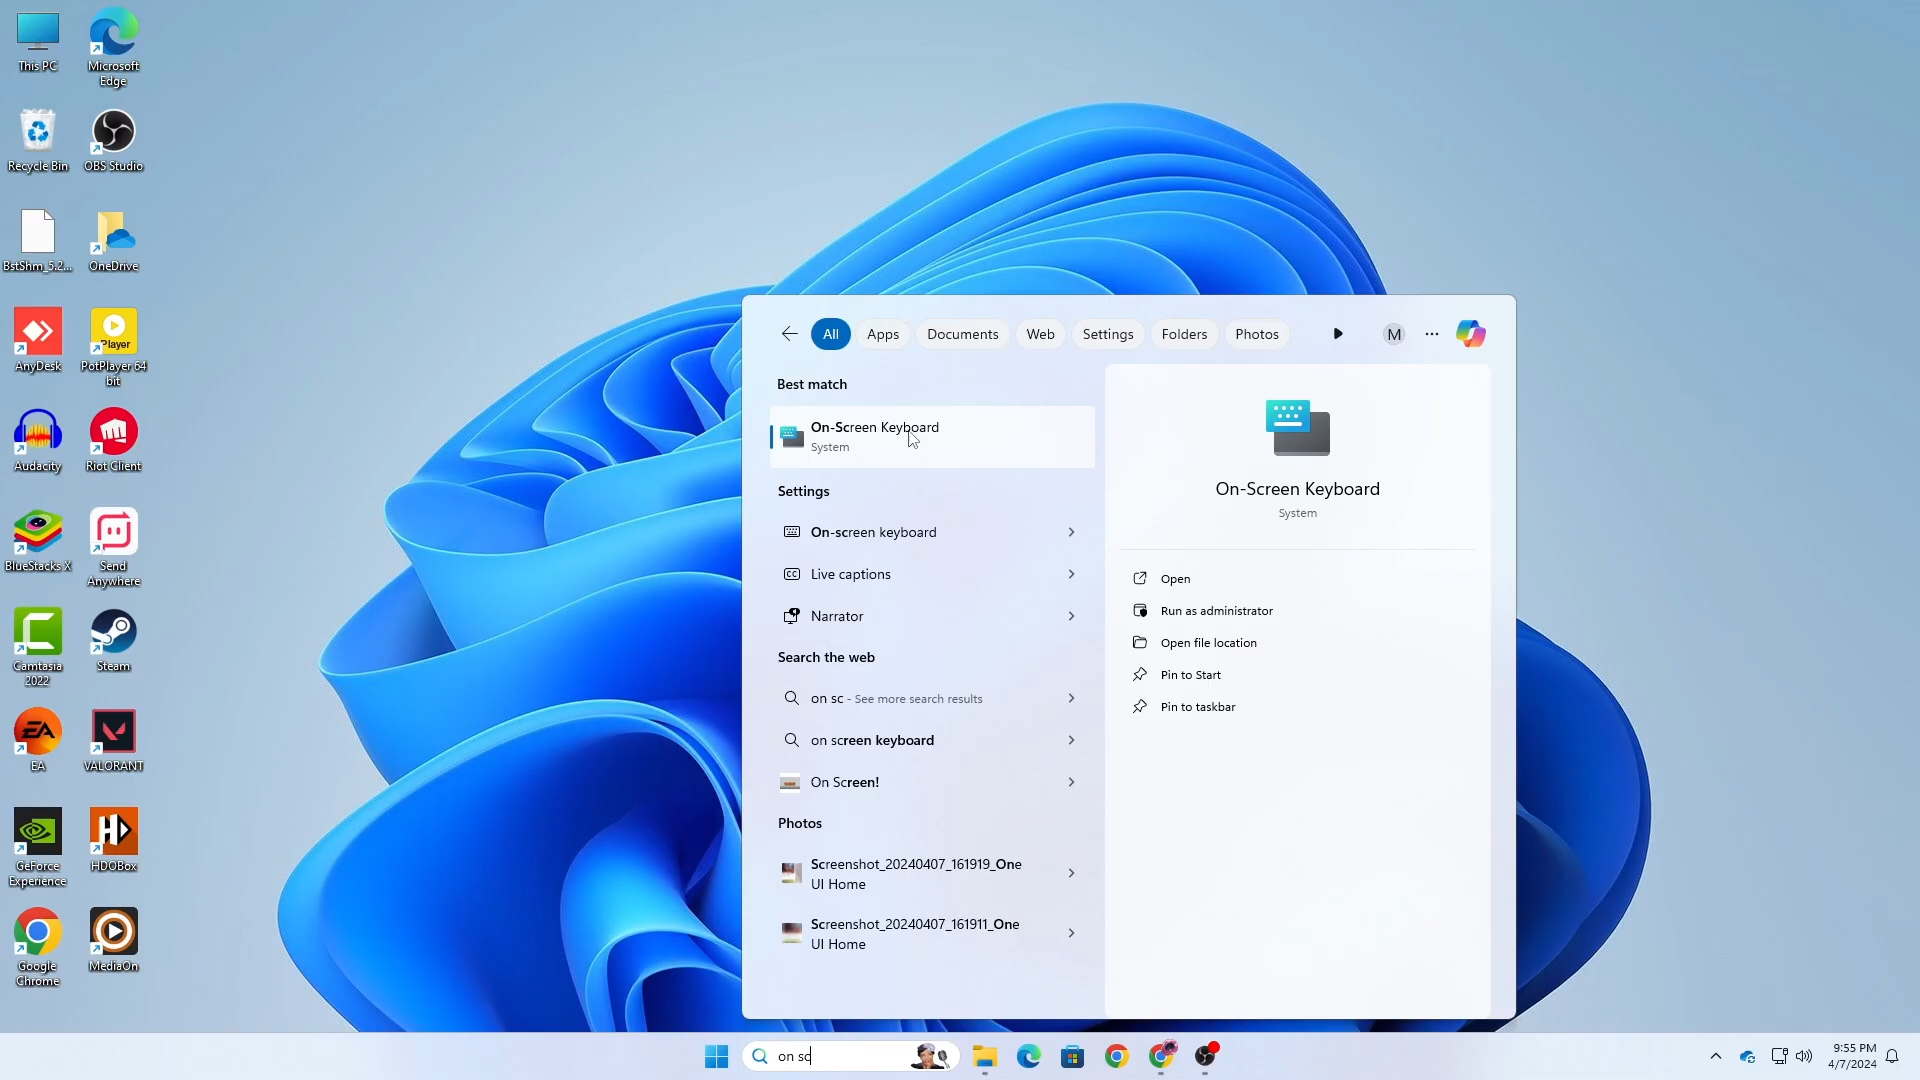 This PC
Microsoft
Edge
Recycle Bin
OBS Studio
BstShm_5.2...
OneDrive
AnyDesk
Player
PotPlayer 64
bit
Audacity
Riot Client
BlueStacks X
Send
Anywhere
Camtasia
2022
Steam
EA
EA
VALORANT
GeForce
Experience
HDOBox
Google
Chrome
MediaOn
All
Apps
Documents
Web
Settings
Folders
Photos
M
Best match
On-Screen Keyboard
System
Settings
On-screen keyboard
CC
Live captions
Narrator
Search the web
on sc - See more search results
on screen keyboard
On Screen!
Photos
Screenshot_20240407_161919_One
UI Home
Screenshot_20240407_161911_One
UI Home
On-Screen Keyboard
System
Open
Run as administrator
Open file location
Pin to Start
Pin to taskbar
on sc
9:55 PM
4/7/2024